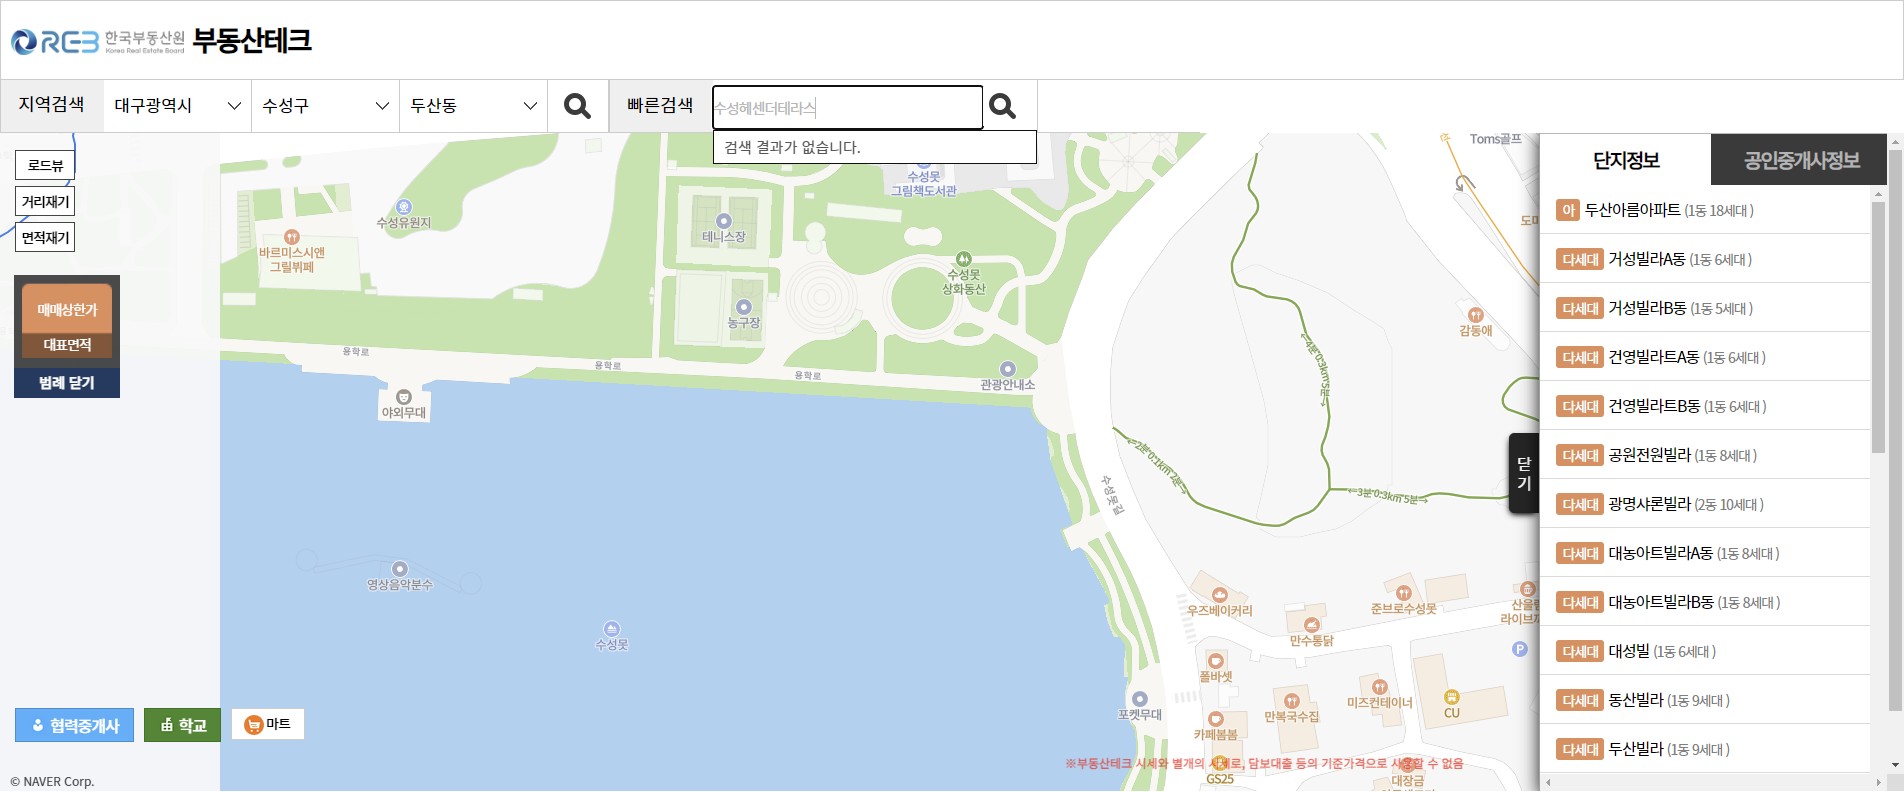 REB 한국부동산원 부동산테크
Korea Real Estate Board
지역검색 대구광역시 수성구 두산동 빠른검색 수성헤센더테라스
검색 결과가 없습니다.
로드뷰
거리재기
면적재기
매매상한가
대표면적
범례 닫기
수성유원지
바르미스시앤
그릴뷔페
테니스장
수성못
그림책도서관
수성못
상화동산
농구장
관광안내소
용학로
용학로
용학로
야외무대
영상음악분수
수성못
수성못길
포켓무대
←2분 0.1km 2분→
←4분 0.3km 5분→
←3분 0.3km 5분→
Toms골프
감동애
우즈베이커리
만수통닭
준브로수성못
폴바셋
만복국수집
미즈컨테이너
CU
P
카페봄봄
GS25
대장금
※부동산테크 시세와 별개의 시세로, 담보대출 등의 기준가격으로 사용할 수 없음
닫
기
단지정보 공인중개사정보
아 두산아름아파트 (1동 18세대 )
다세대 거성빌라A동 (1동 6세대 )
다세대 거성빌라B동 (1동 5세대 )
다세대 건영빌라트A동 (1동 6세대 )
다세대 건영빌라트B동 (1동 6세대 )
다세대 공원전원빌라 (1동 8세대 )
다세대 광명샤론빌라 (2동 10세대 )
다세대 대농아트빌라A동 (1동 8세대 )
다세대 대농아트빌라B동 (1동 8세대 )
다세대 대성빌 (1동 6세대 )
다세대 동산빌라 (1동 9세대 )
다세대 두산빌라 (1동 9세대 )
협력중개사 학교 마트
© NAVER Corp.